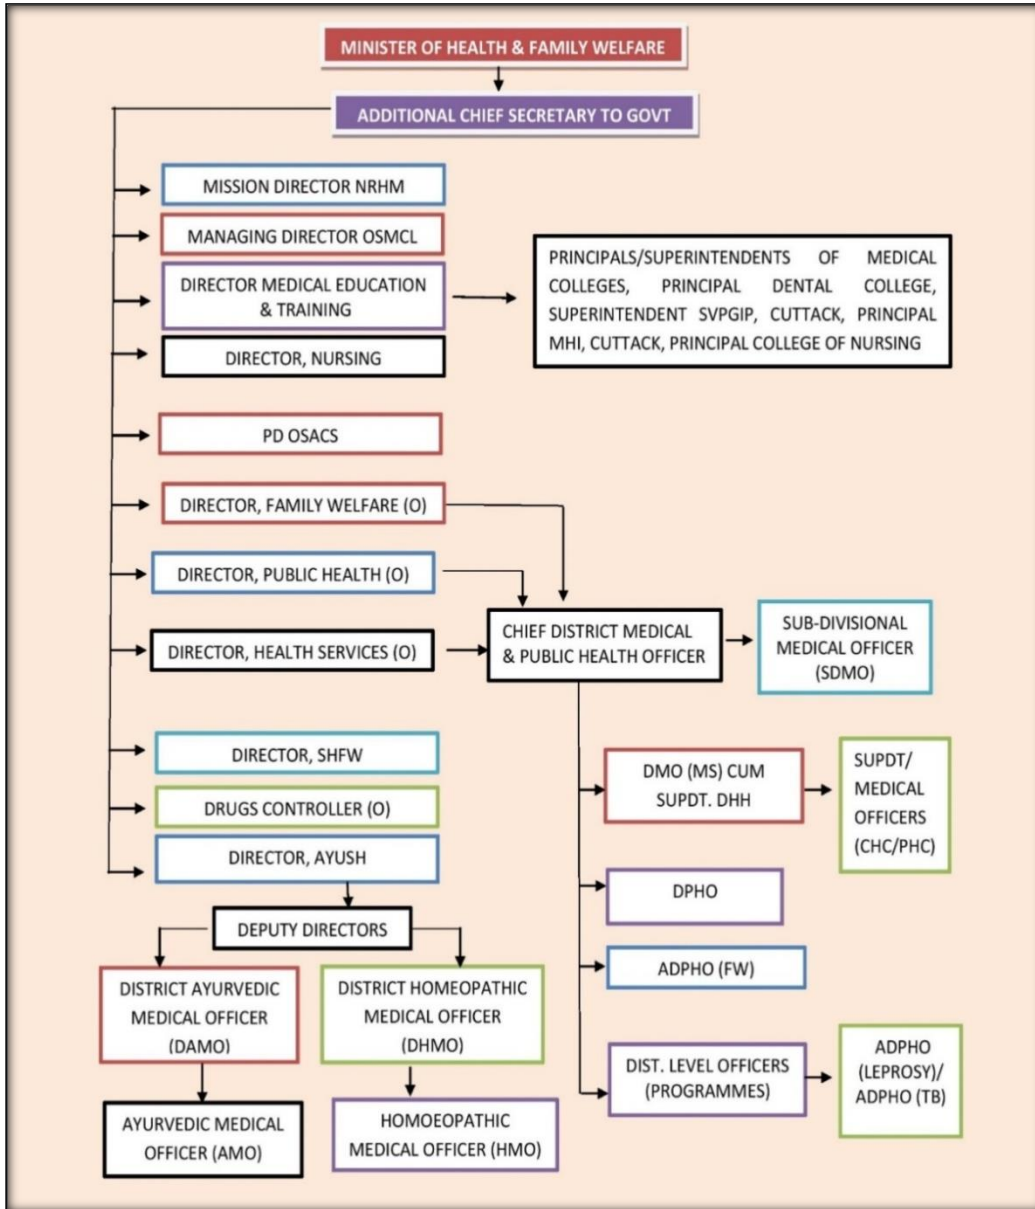 MINISTER OF HEALTH & FAMILY WELFARE
ADDITIONAL CHIEF SECRETARY TO GOVT
MISSION DIRECTOR NRHM
MANAGING DIRECTOR OSMCL
DIRECTOR MEDICAL EDUCATION
& TRAINING
PRINCIPALS/SUPERINTENDENTS OF MEDICAL
COLLEGES, PRINCIPAL DENTAL COLLEGE,
SUPERINTENDENT SVPGIP, CUTTACK, PRINCIPAL
MHI, CUTTACK, PRINCIPAL COLLEGE OF NURSING
DIRECTOR, NURSING
PD OSACS
DIRECTOR, FAMILY WELFARE (O)
DIRECTOR, PUBLIC HEALTH (O)
DIRECTOR, HEALTH SERVICES (O)
CHIEF DISTRICT MEDICAL
& PUBLIC HEALTH OFFICER
SUB-DIVISIONAL
MEDICAL OFFICER
(SDMO)
DIRECTOR, SHFW
DRUGS CONTROLLER (O)
DIRECTOR, AYUSH
DMO (MS) CUM
SUPDT. DHH
SUPDT/
MEDICAL
OFFICERS
(CHC/PHC)
DPHO
ADPHO (FW)
DIST. LEVEL OFFICERS
(PROGRAMMES)
ADPHO
(LEPROSY)/
ADPHO (TB)
DEPUTY DIRECTORS
DISTRICT AYURVEDIC
MEDICAL OFFICER
(DAMO)
DISTRICT HOMEOPATHIC
MEDICAL OFFICER
(DHMO)
AYURVEDIC MEDICAL
OFFICER (AMO)
HOMOEOPATHIC
MEDICAL OFFICER (HMO)